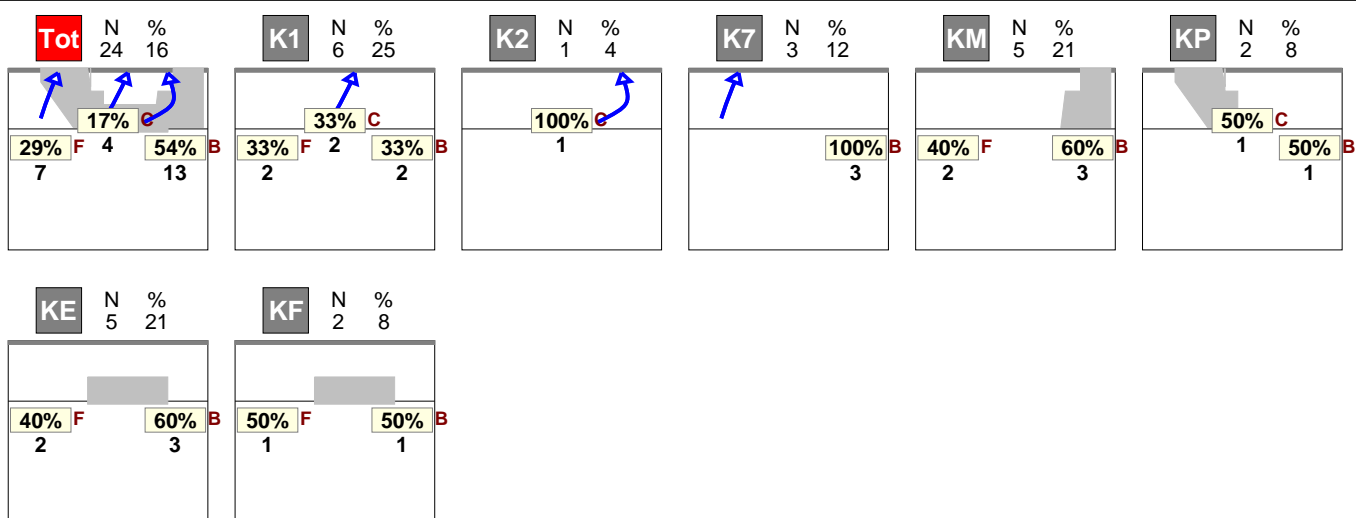 Tot N % 24 16
K1 N % 6 25
K2 N % 1 4
K7 N % 3 12
KM N % 5 21
KP N % 2 8
17% C 4
29% F 7
54% B 13
33% C 2
33% F 2
33% B 2
100% C 1
100% B 3
40% F 2
60% B 3
50% C 1
50% B 1
KE N % 5 21
KF N % 2 8
40% F 2
60% B 3
50% F 1
50% B 1